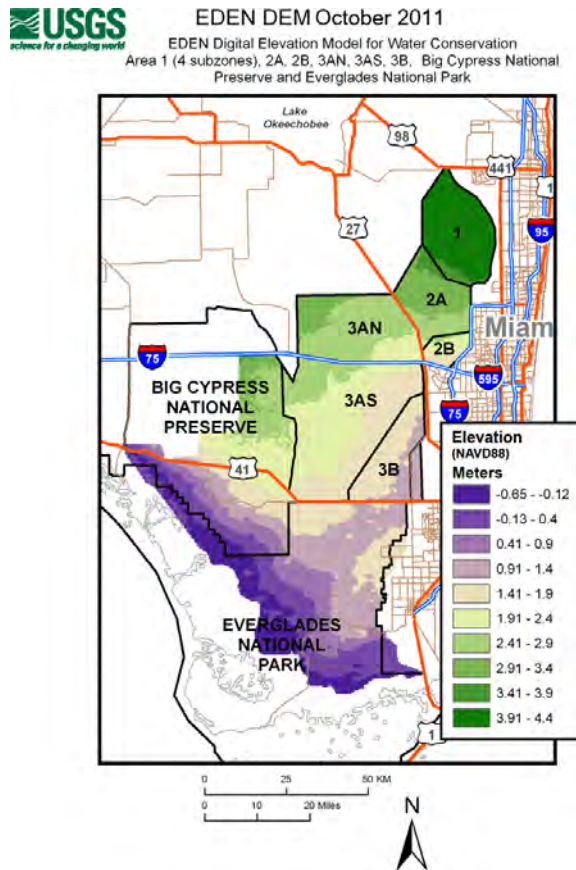 USGS
science for a changing world
EDEN DEM October 2011
EDEN Digital Elevation Model for Water Conservation
Area 1 (4 subzones), 2A, 2B, 3AN, 3AS, 3B, Big Cypress National
Preserve and Everglades National Park
Lake
Okeechobee
98
441
1
27
1
95
2A
3AN
Miam
2B
75
595
BIG CYPRESS
NATIONAL
PRESERVE
3AS
75
3B
41
Elevation
(NAVD88)
Meters
-0.65 - -0.12
-0.13 - 0.4
0.41 - 0.9
0.91 - 1.4
1.41 - 1.9
1.91 - 2.4
2.41 - 2.9
2.91 - 3.4
3.41 - 3.9
3.91 - 4.4
EVERGLADES
NATIONAL
PARK
1
0 25 50 KM
0 10 20 Miles
N